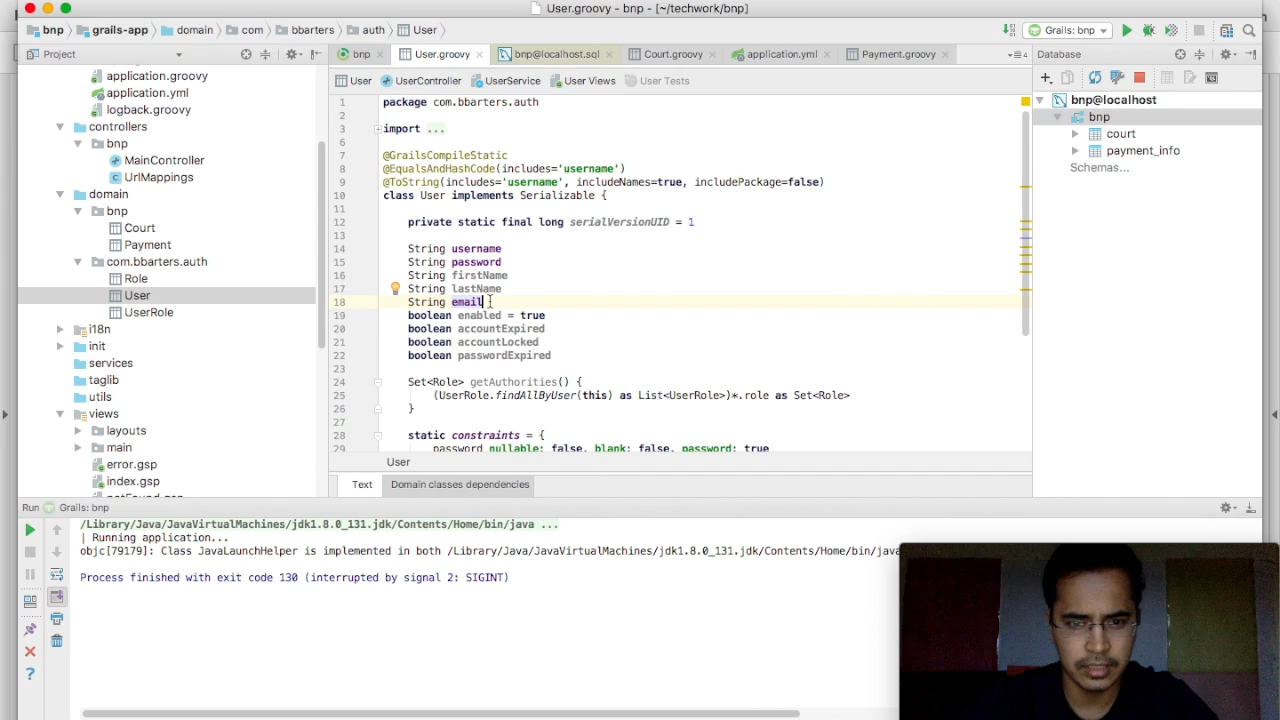 User.groovy - bnp - [~/techwork/bnp]
bnp
grails-app
domain
com
bbarters
auth
User
Grails: bnp
Project
bnp
User.groovy
bnp@localhost.sql
Court.groovy
application.yml
Payment.groovy
Database
User
UserController
UserService
User Views
User Tests
application.groovy
application.yml
logback.groovy
controllers
bnp
MainController
UrlMappings
domain
bnp
Court
Payment
com.bbarters.auth
Role
User
UserRole
i18n
init
services
taglib
utils
views
layouts
main
error.gsp
index.gsp
1 package com.bbarters.auth
2
3 import ...
6
7 @GrailsCompileStatic
8 @EqualsAndHashCode(includes='username')
9 @ToString(includes='username', includeNames=true, includePackage=false)
10 class User implements Serializable {
11
12 private static final long serialVersionUID = 1
13
14 String username
15 String password
16 String firstName
17 String lastName
18 String email
19 boolean enabled = true
20 boolean accountExpired
21 boolean accountLocked
22 boolean passwordExpired
23
24 Set<Role> getAuthorities() {
25 (UserRole.findAllByUser(this) as List<UserRole>)*.role as Set<Role>
26 }
27
28 static constraints = {
29 password nullable: false, blank: false, password: true
User
Text
Domain classes dependencies
bnp@localhost
bnp
court
payment_info
Schemas...
Run Grails: bnp
/Library/Java/JavaVirtualMachines/jdk1.8.0_131.jdk/Contents/Home/bin/java ...
| Running application...
objc[79179]: Class JavaLaunchHelper is implemented in both /Library/Java/JavaVirtualMachines/jdk1.8.0_131.jdk/Contents/Home/bin/java
Process finished with exit code 130 (interrupted by signal 2: SIGINT)